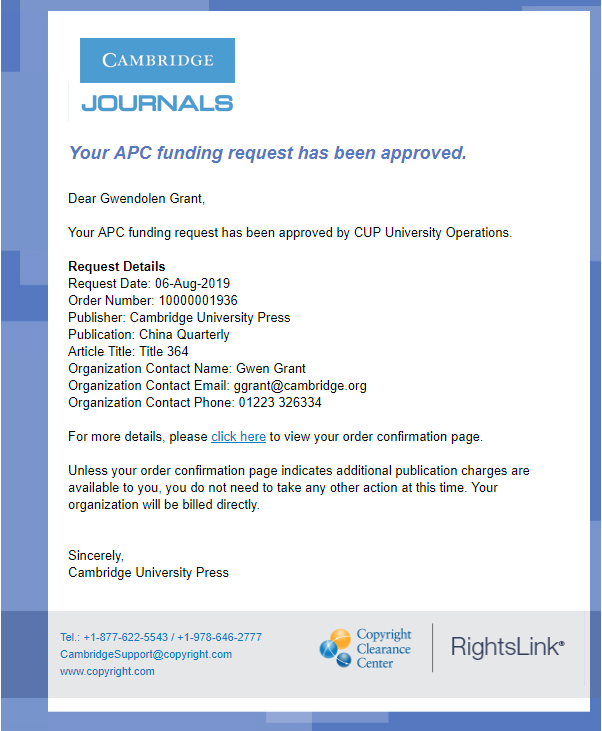 CAMBRIDGE
JOURNALS
Your APC funding request has been approved.
Dear Gwendolen Grant,
Your APC funding request has been approved by CUP University Operations.
Request Details
Request Date: 06-Aug-2019
Order Number: 10000001936
Publisher: Cambridge University Press
Publication: China Quarterly
Article Title: Title 364
Organization Contact Name: Gwen Grant
Organization Contact Email: ggrant@cambridge.org
Organization Contact Phone: 01223 326334
For more details, please click here to view your order confirmation page.
Unless your order confirmation page indicates additional publication charges are
available to you, you do not need to take any other action at this time. Your
organization will be billed directly.
Sincerely,
Cambridge University Press
Tel.: +1-877-622-5543 / +1-978-646-2777
CambridgeSupport@copyright.com
www.copyright.com
Copyright
Clearance
Center
RightsLink®